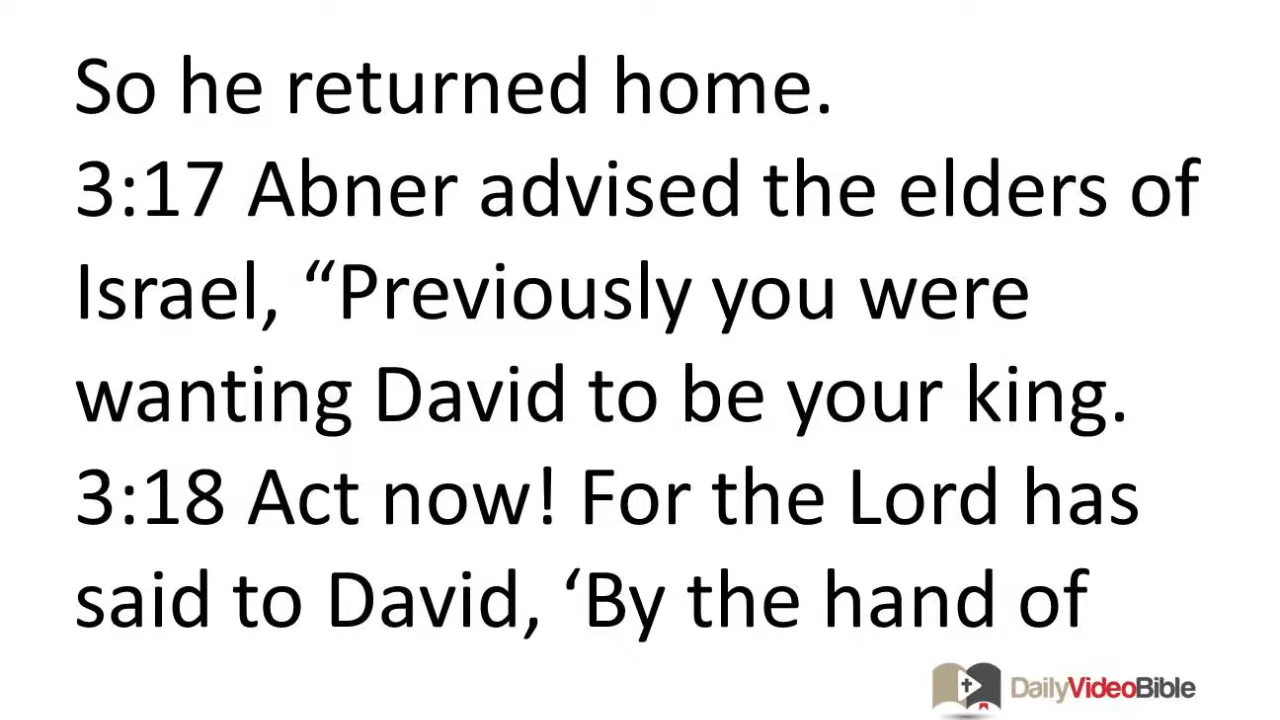 So he returned home.
3:17 Abner advised the elders of
Israel, “Previously you were
wanting David to be your king.
3:18 Act now! For the Lord has
said to David, ‘By the hand of
DailyVideoBible